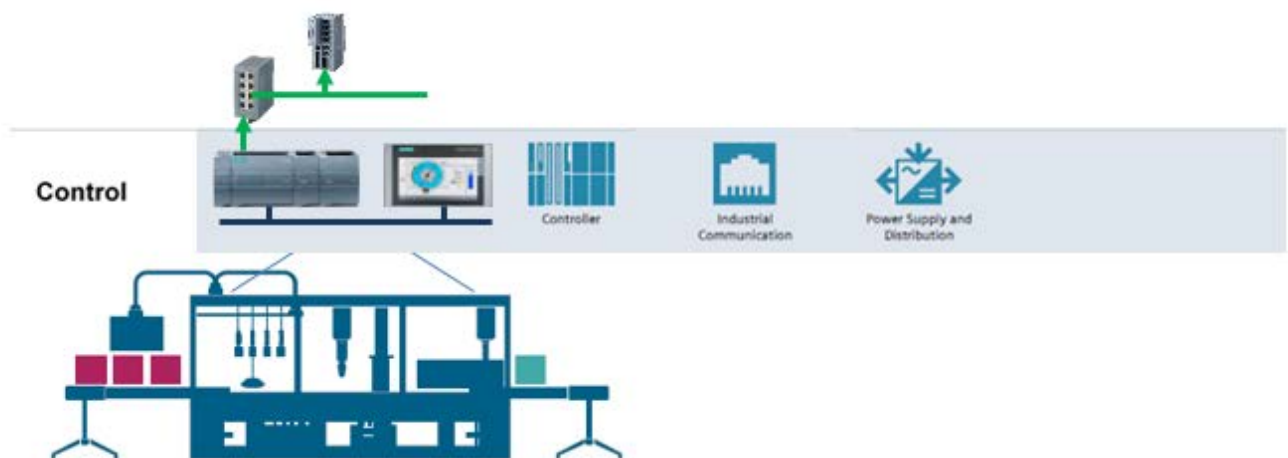 Control
Controller
Industrial
Communication
Power Supply and
Distribution